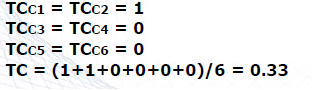 TCC1 = TCC2 = 1
TCC3 = TCC4 = 0
TCC5 = TCC6 = 0
TC = (1+1+0+0+0+0)/6 = 0.33